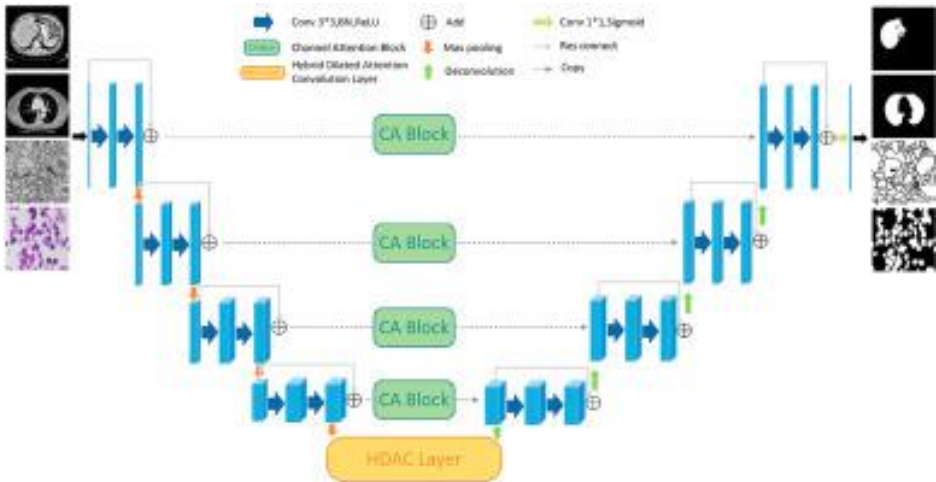 Conv 3*3,BN,ReLU
Add
Conv 1*1,Sigmoid
Channel Attention Block
Max pooling
Res connect
Hybrid Dilated Attention
Convolution Layer
Deconvolution
Copy
CA Block
CA Block
CA Block
CA Block
HDAC Layer